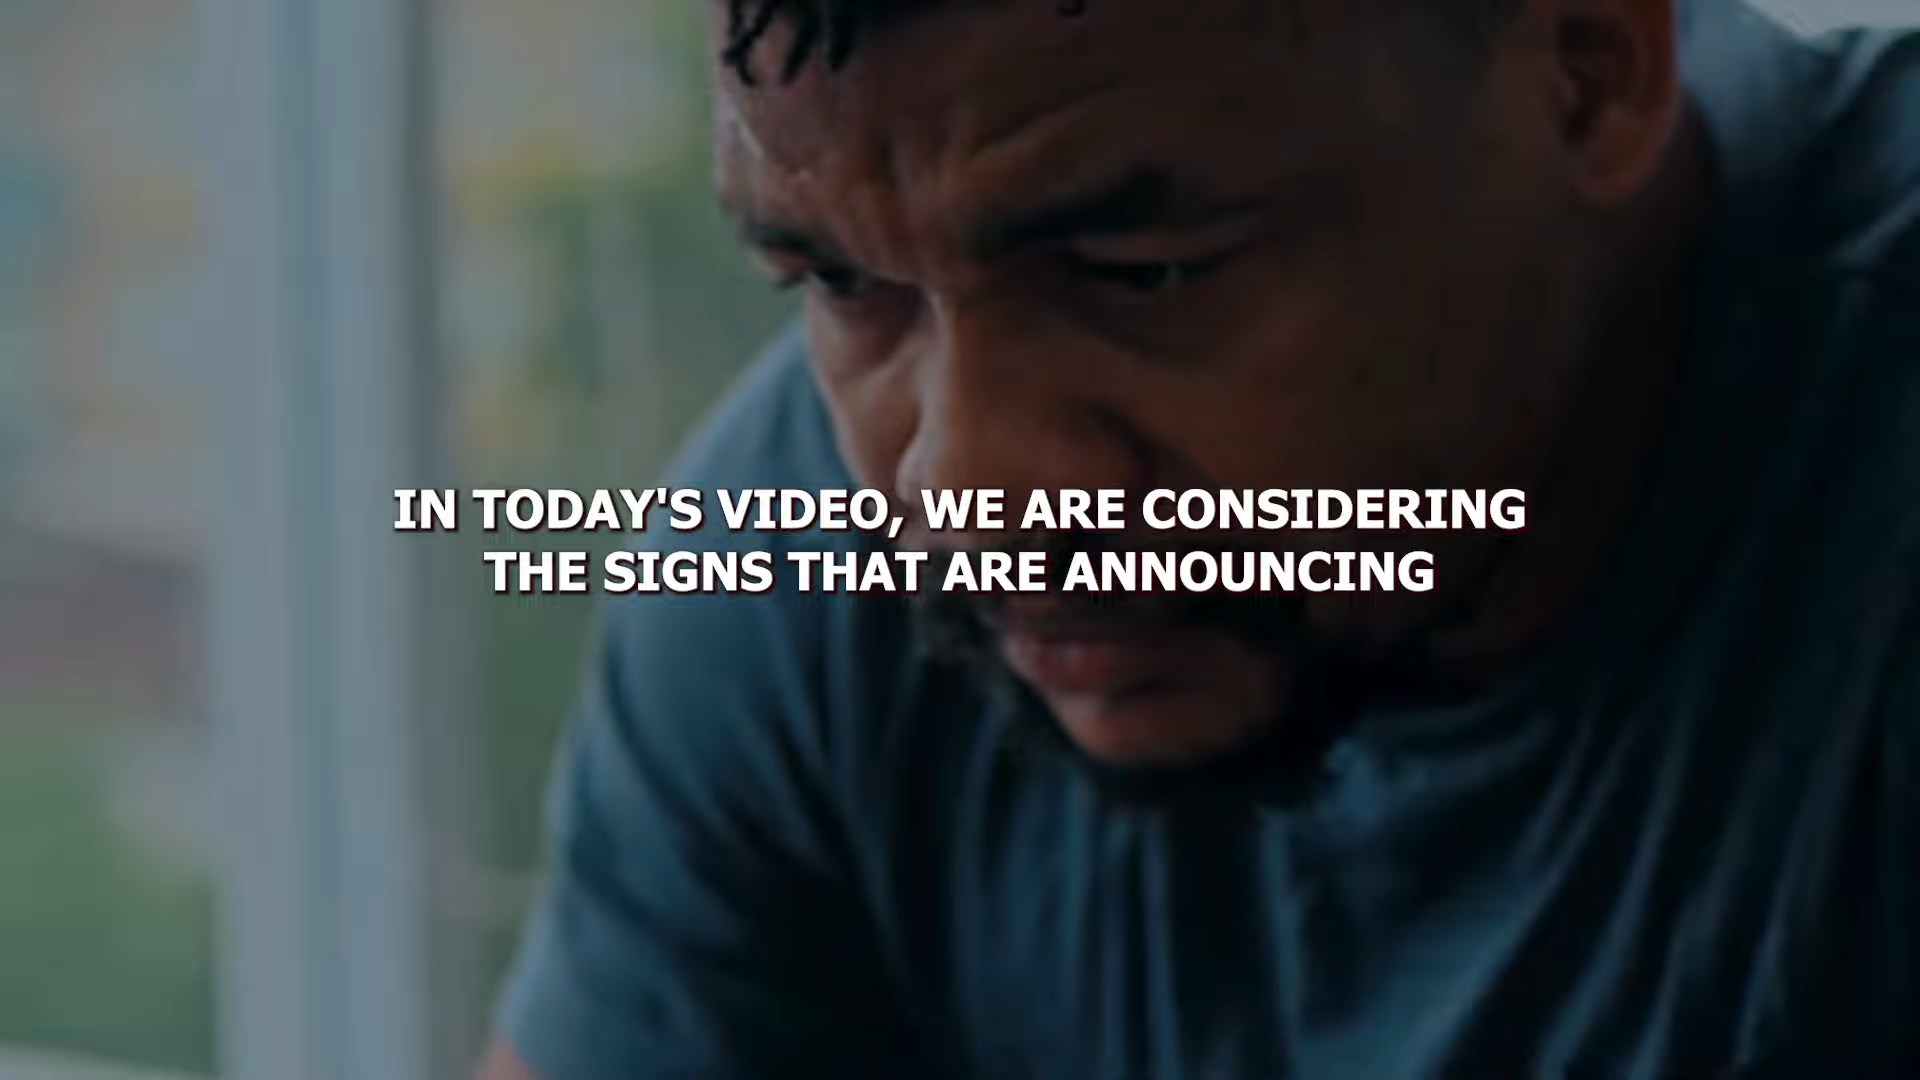 IN TODAY'S VIDEO, WE ARE CONSIDERING
THE SIGNS THAT ARE ANNOUNCING